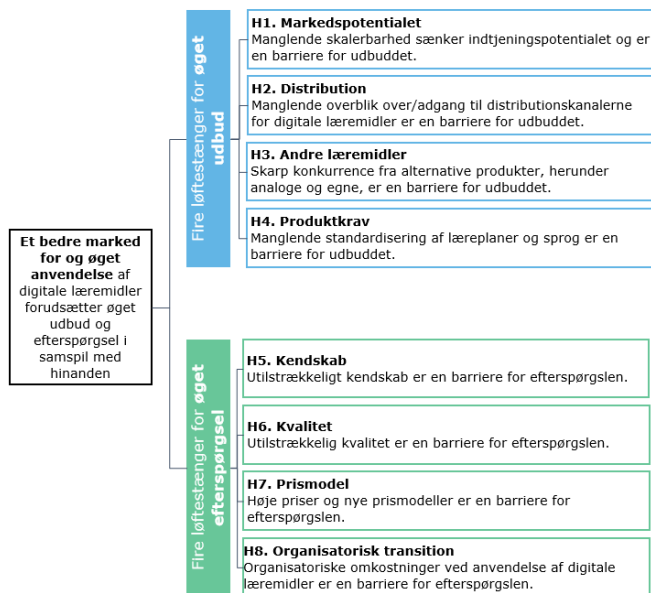 Et bedre marked
for og øget
anvendelse af
digitale læremidler
forudsætter øget
udbud og
efterspørgsel i
samspil med
hinanden
Fire løftestænger for øget
udbud
H1. Markedspotentialet
Manglende skalerbarhed sænker indtjeningspotentialet og er
en barriere for udbuddet.
H2. Distribution
Manglende overblik over/adgang til distributionskanalerne
for digitale læremidler er en barriere for udbuddet.
H3. Andre læremidler
Skarp konkurrence fra alternative produkter, herunder
analoge og egne, er en barriere for udbuddet.
H4. Produktkrav
Manglende standardisering af læreplaner og sprog er en
barriere for udbuddet.
Fire løftestænger for øget
efterspørgsel
H5. Kendskab
Utilstrækkeligt kendskab er en barriere for efterspørgslen.
H6. Kvalitet
Utilstrækkelig kvalitet er en barriere for efterspørgslen.
H7. Prismodel
Høje priser og nye prismodeller er en barriere for
efterspørgslen.
H8. Organisatorisk transition
Organisatoriske omkostninger ved anvendelse af digitale
læremidler er en barriere for efterspørgslen.